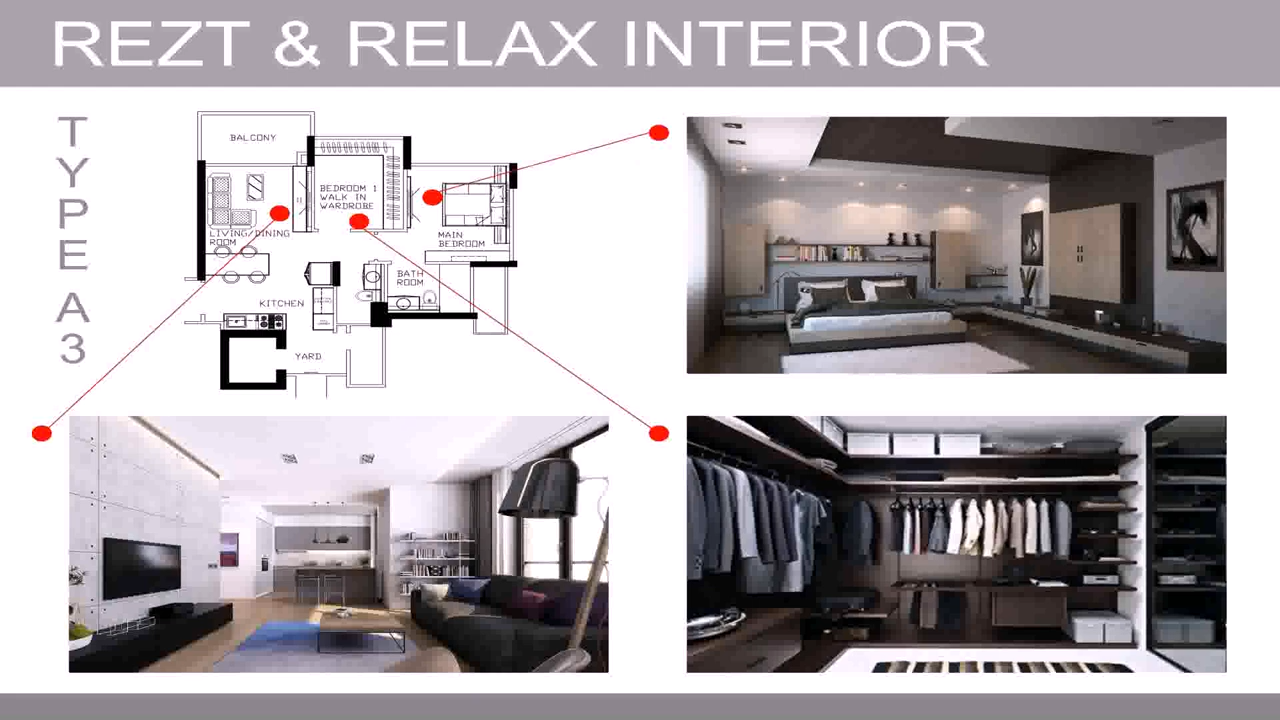 REZT & RELAX INTERIOR
TYPE A3
BALCONY
BEDROOM 1
WALK IN
WARDROBE
LIVING/DINING
ROOM
MAIN
BEDROOM
BATH
ROOM
KITCHEN
YARD